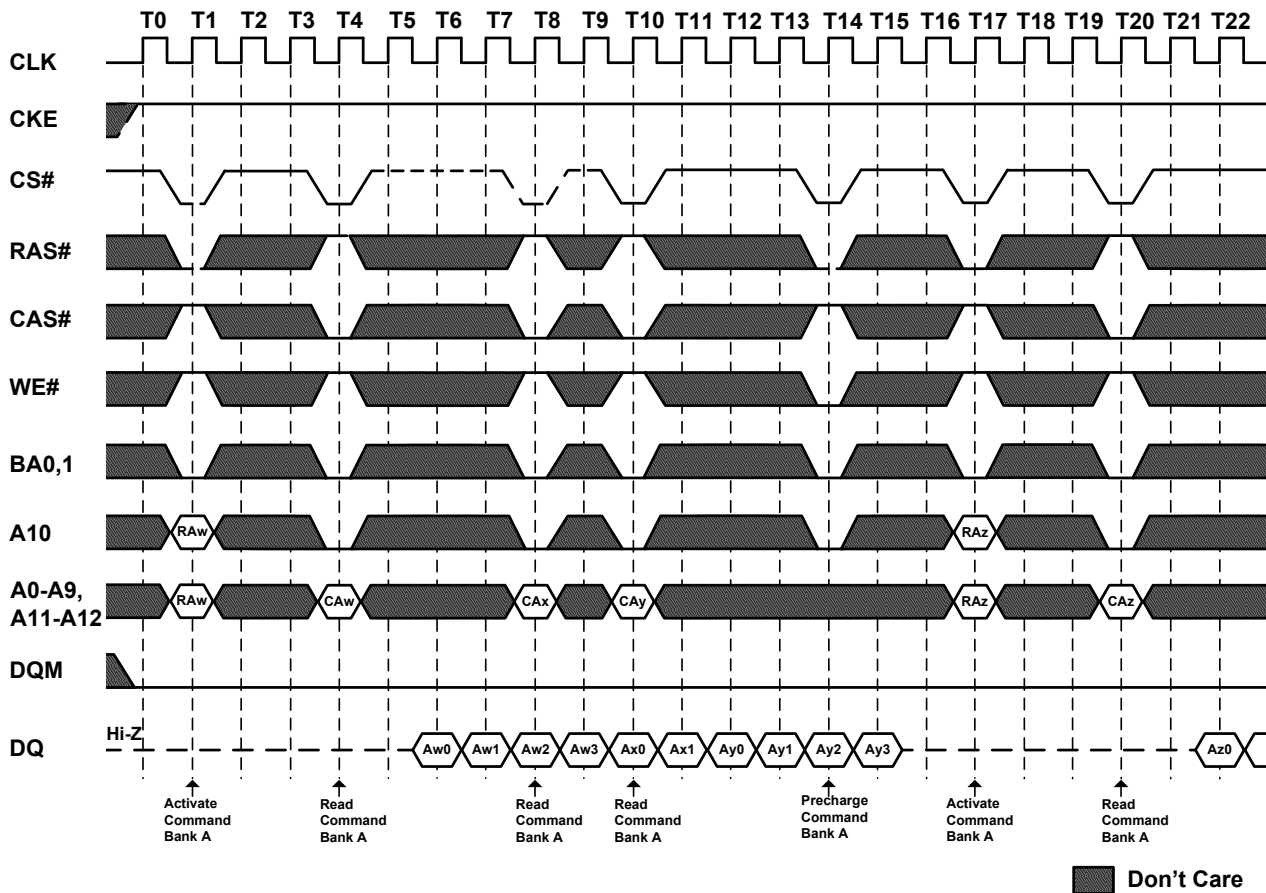 T0 T1 T2 T3 T4 T5 T6 T7 T8 T9 T10 T11 T12 T13 T14 T15 T16 T17 T18 T19 T20 T21 T22
CLK
CKE
CS#
RAS#
CAS#
WE#
BA0,1
A10 RAw RAz
A0-A9,
A11-A12 RAw CAw CAx CAy RAz CAz
DQM
Hi-Z
DQ Aw0 Aw1 Aw2 Aw3 Ax0 Ax1 Ay0 Ay1 Ay2 Ay3 Az0
Activate
Command
Bank A
Read
Command
Bank A
Read
Command
Bank A
Read
Command
Bank A
Precharge
Command
Bank A
Activate
Command
Bank A
Read
Command
Bank A
Don't Care